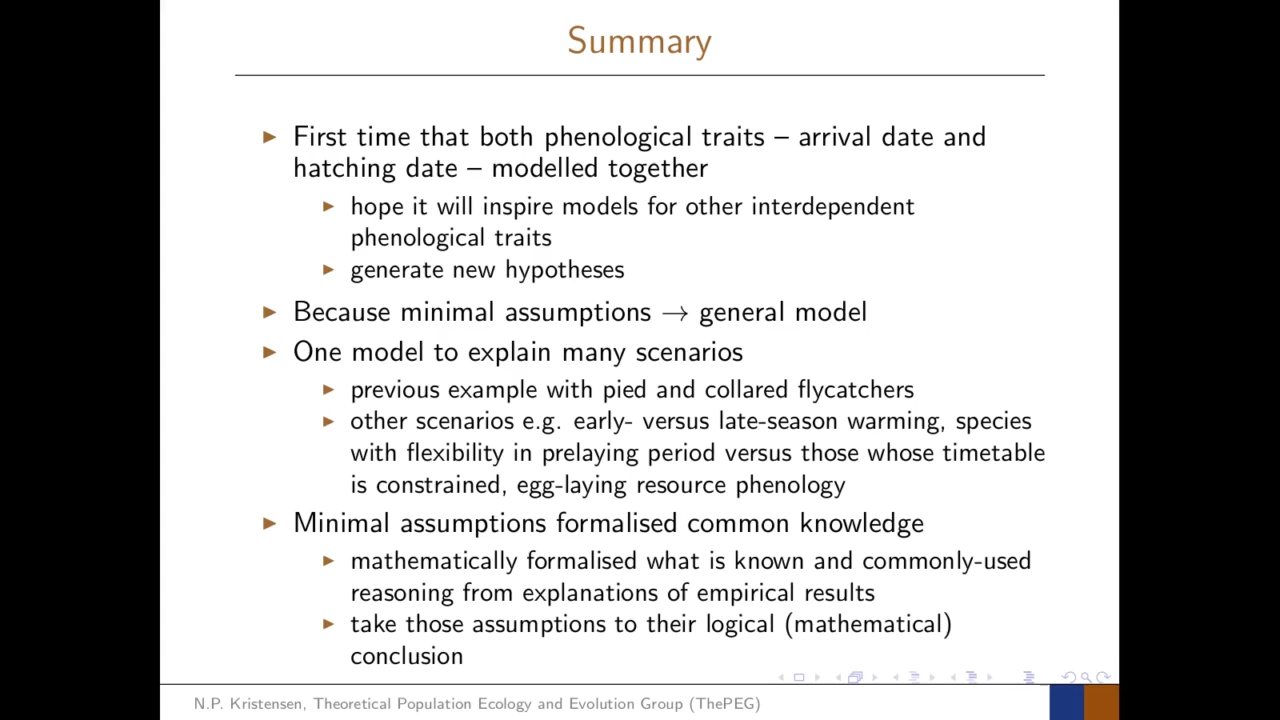 Summary
First time that both phenological traits – arrival date and
hatching date – modelled together
hope it will inspire models for other interdependent
phenological traits
generate new hypotheses
Because minimal assumptions → general model
One model to explain many scenarios
previous example with pied and collared flycatchers
other scenarios e.g. early- versus late-season warming, species
with flexibility in prelaying period versus those whose timetable
is constrained, egg-laying resource phenology
Minimal assumptions formalised common knowledge
mathematically formalised what is known and commonly-used
reasoning from explanations of empirical results
take those assumptions to their logical (mathematical)
conclusion
N.P. Kristensen, Theoretical Population Ecology and Evolution Group (ThePEG)